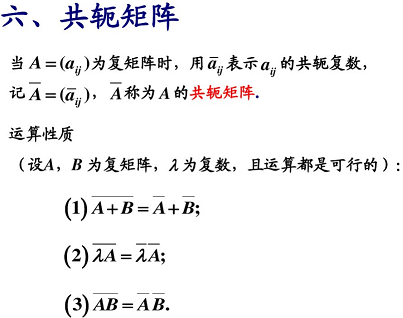 六、共轭矩阵
当 A = (a_{ij}) 为复矩阵时，用 \overline{a}_{ij} 表示 a_{ij} 的共轭复数，
记 \overline{A} = (\overline{a}_{ij})，\overline{A} 称为 A 的共轭矩阵.
运算性质
（设A，B 为复矩阵，λ 为复数，且运算都是可行的）：
(1) \overline{A + B} = \overline{A} + \overline{B};
(2) \overline{λA} = \overline{λ} \overline{A};
(3) \overline{AB} = \overline{A} \overline{B}.